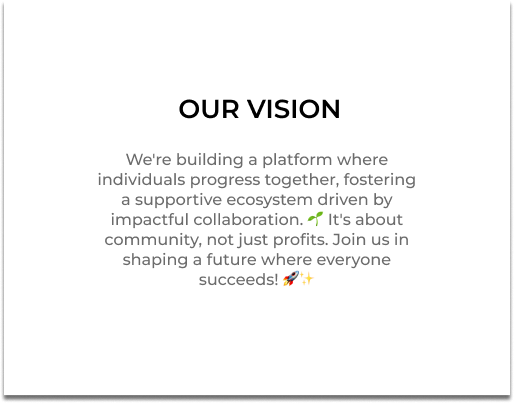 OUR VISION
We're building a platform where
individuals progress together, fostering
a supportive ecosystem driven by
impactful collaboration. 🌱 It's about
community, not just profits. Join us in
shaping a future where everyone
succeeds! 🚀✨